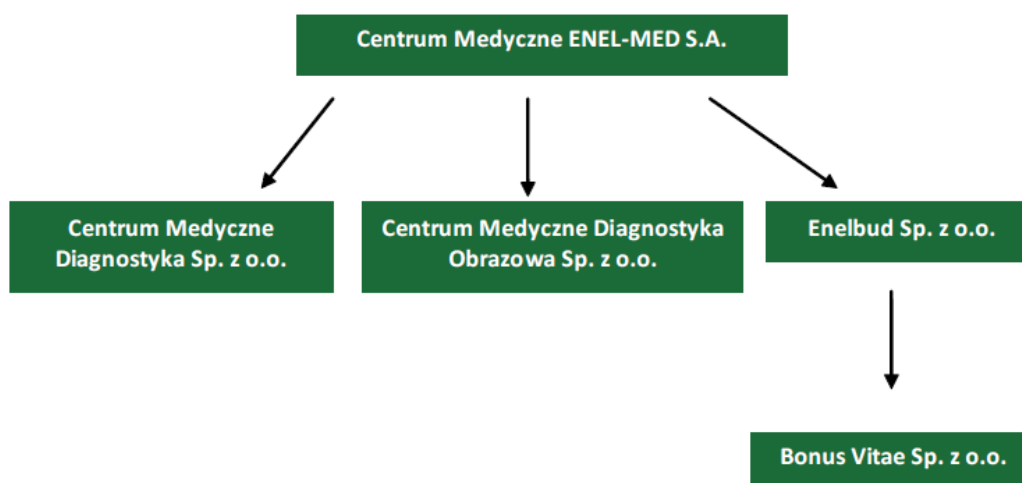 Centrum Medyczne ENEL-MED S.A.
Centrum Medyczne
Diagnostyka Sp. z o.o.
Centrum Medyczne Diagnostyka
Obrazowa Sp. z o.o.
Enelbud Sp. z o.o.
Bonus Vitae Sp. z o.o.